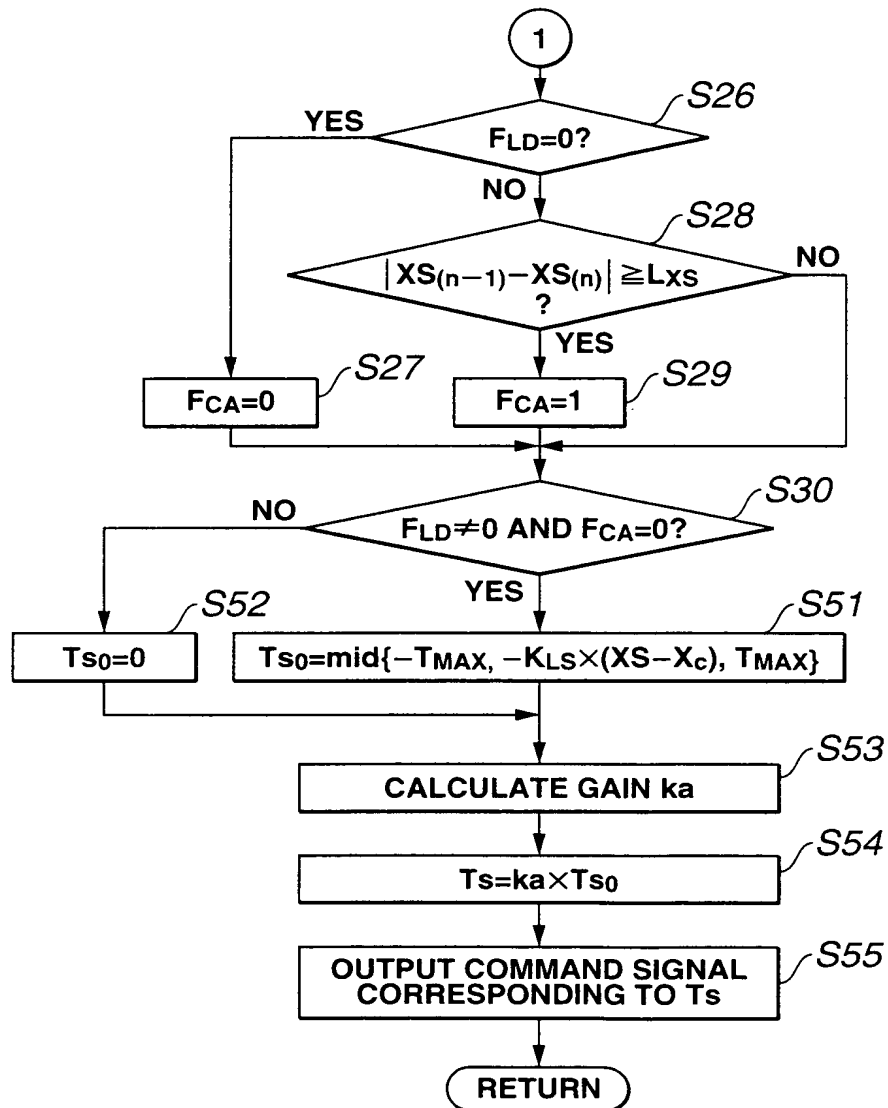 1
S26
YES
FLD=0?
NO
S28
NO
|XS(n-1)-XS(n)|≧LXS
?
YES
S27
S29
FCA=0
FCA=1
S30
NO
FLD≠0 AND FCA=0?
YES
S52
S51
Ts0=0
Ts0=mid{-TMAX, -KLS×(XS-Xc), TMAX}
S53
CALCULATE GAIN ka
S54
Ts=ka×Ts0
S55
OUTPUT COMMAND SIGNAL
CORRESPONDING TO Ts
RETURN